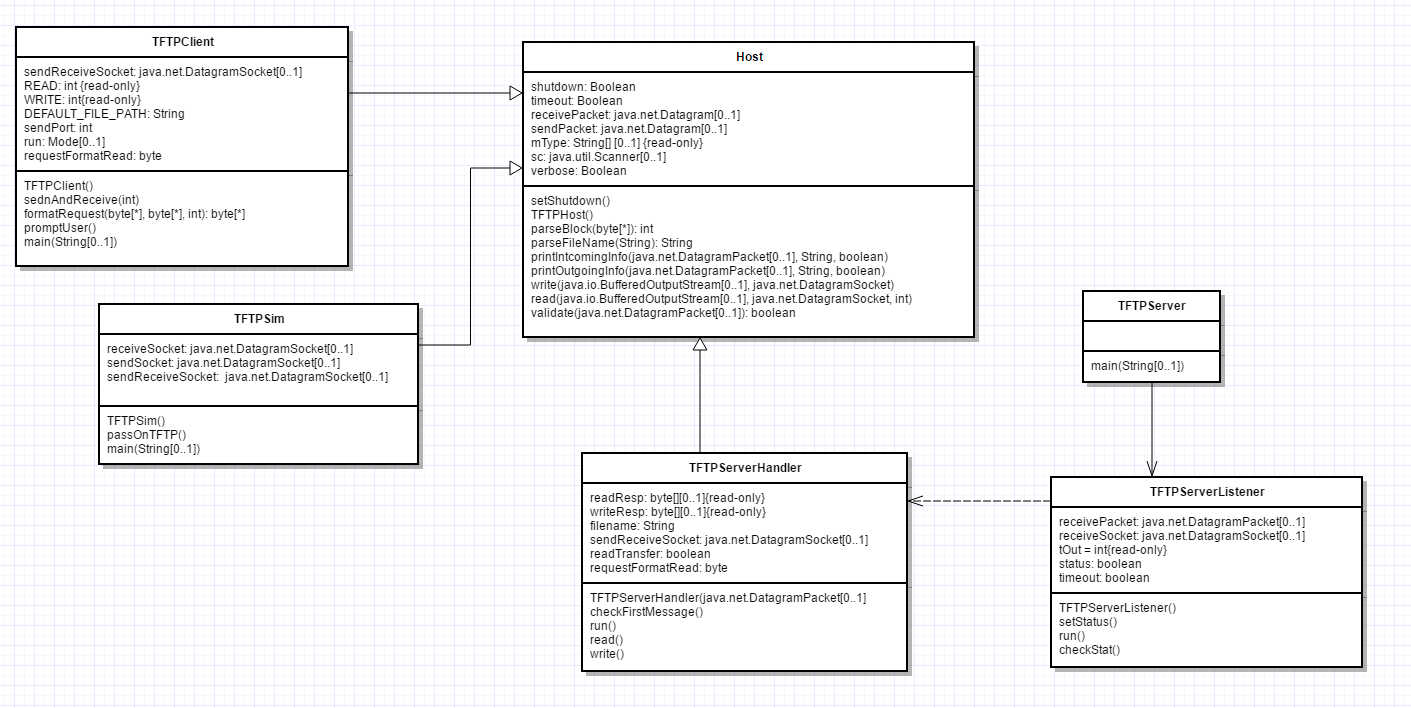 TFTPClient
sendReceiveSocket: java.net.DatagramSocket[0..1]
READ: int {read-only}
WRITE: int{read-only}
DEFAULT_FILE_PATH: String
sendPort: int
run: Mode[0..1]
requestFormatRead: byte
TFTPClient()
sednAndReceive(int)
formatRequest(byte[*], byte[*], int): byte[*]
promptUser()
main(String[0..1])
Host
shutdown: Boolean
timeout: Boolean
receivePacket: java.net.Datagram[0..1]
sendPacket: java.net.Datagram[0..1]
mType: String[] [0..1] {read-only}
sc: java.util.Scanner[0..1]
verbose: Boolean
setShutdown()
TFTPHost()
parseBlock(byte[*]): int
parseFileName(String): String
printIntcomingInfo(java.net.DatagramPacket[0..1], String, boolean)
printOutgoingInfo(java.net.DatagramPacket[0..1], String, boolean)
write(java.io.BufferedOutputStream[0..1], java.net.DatagramSocket)
read(java.io.BufferedOutputStream[0..1], java.net.DatagramSocket, int)
validate(java.net.DatagramPacket[0..1]): boolean
TFTPSim
receiveSocket: java.net.DatagramSocket[0..1]
sendSocket: java.net.DatagramSocket[0..1]
sendReceiveSocket:  java.net.DatagramSocket[0..1]
TFTPSim()
passOnTFTP()
main(String[0..1])
TFTPServer
main(String[0..1])
TFTPServerHandler
readResp: byte[][0..1]{read-only}
writeResp: byte[][0..1]{read-only}
filename: String
sendReceiveSocket: java.net.DatagramSocket[0..1]
readTransfer: boolean
requestFormatRead: byte
TFTPServerHandler(java.net.DatagramPacket[0..1]
checkFirstMessage()
run()
read()
write()
TFTPServerListener
receivePacket: java.net.DatagramPacket[0..1]
receiveSocket: java.net.DatagramSocket[0..1]
tOut = int{read-only}
status: boolean
timeout: boolean
TFTPServerListener()
setStatus()
run()
checkStat()